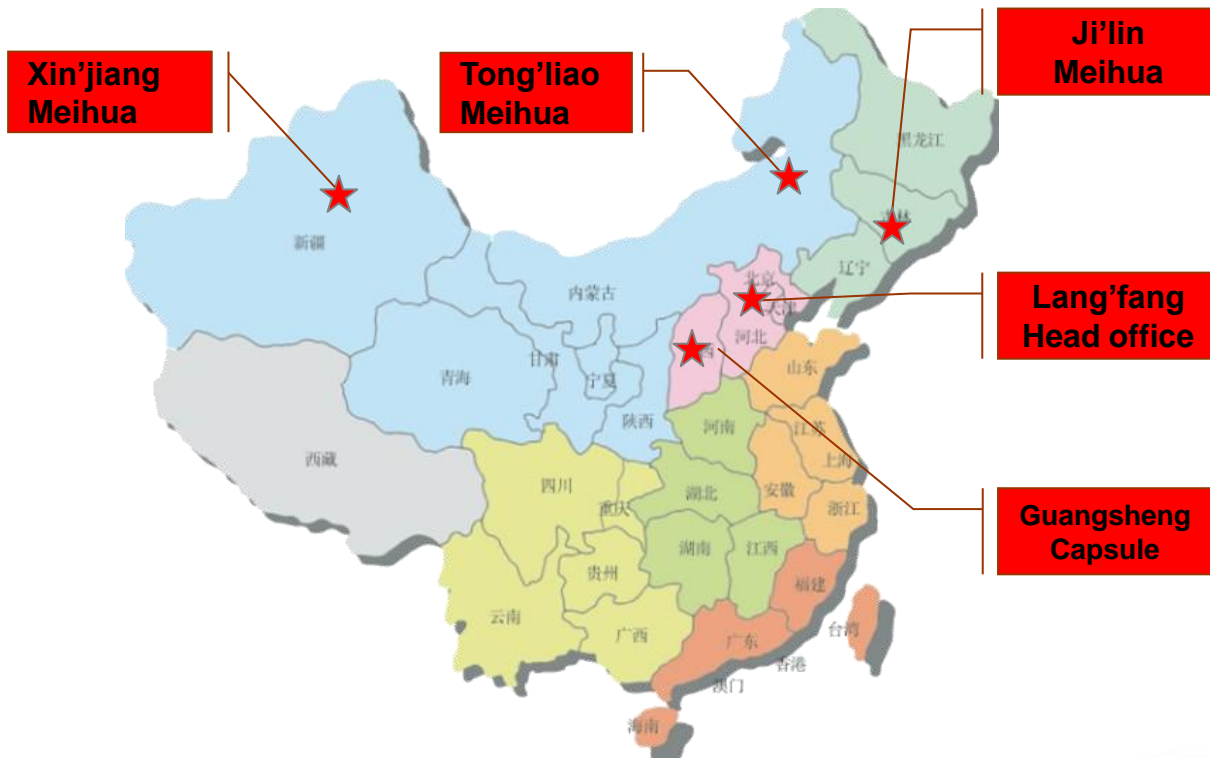 Xin’jiang
Meihua
Tong’liao
Meihua
Ji’lin
Meihua
黑龙江
新疆
辽宁
北京
内蒙古
Lang’fang
Head office
天津
河北
甘肃
宁夏
青海
山东
陕西
河南
江苏
西藏
上海
四川
湖北
安徽
重庆
浙江
Guangsheng
Capsule
湖南
江西
贵州
福建
云南
广西
广东
台湾
香港
澳门
海南